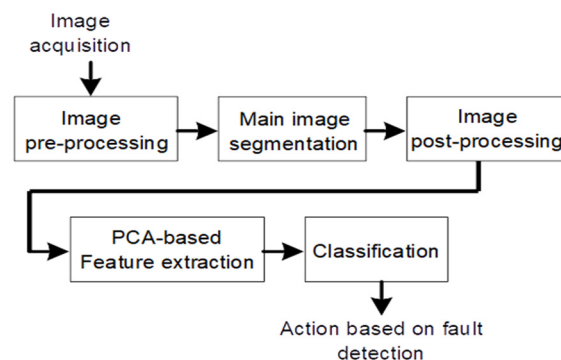 Image
acquisition
Image
pre-processing
Main image
segmentation
Image
post-processing
PCA-based
Feature extraction
Classification
Action based on fault
detection